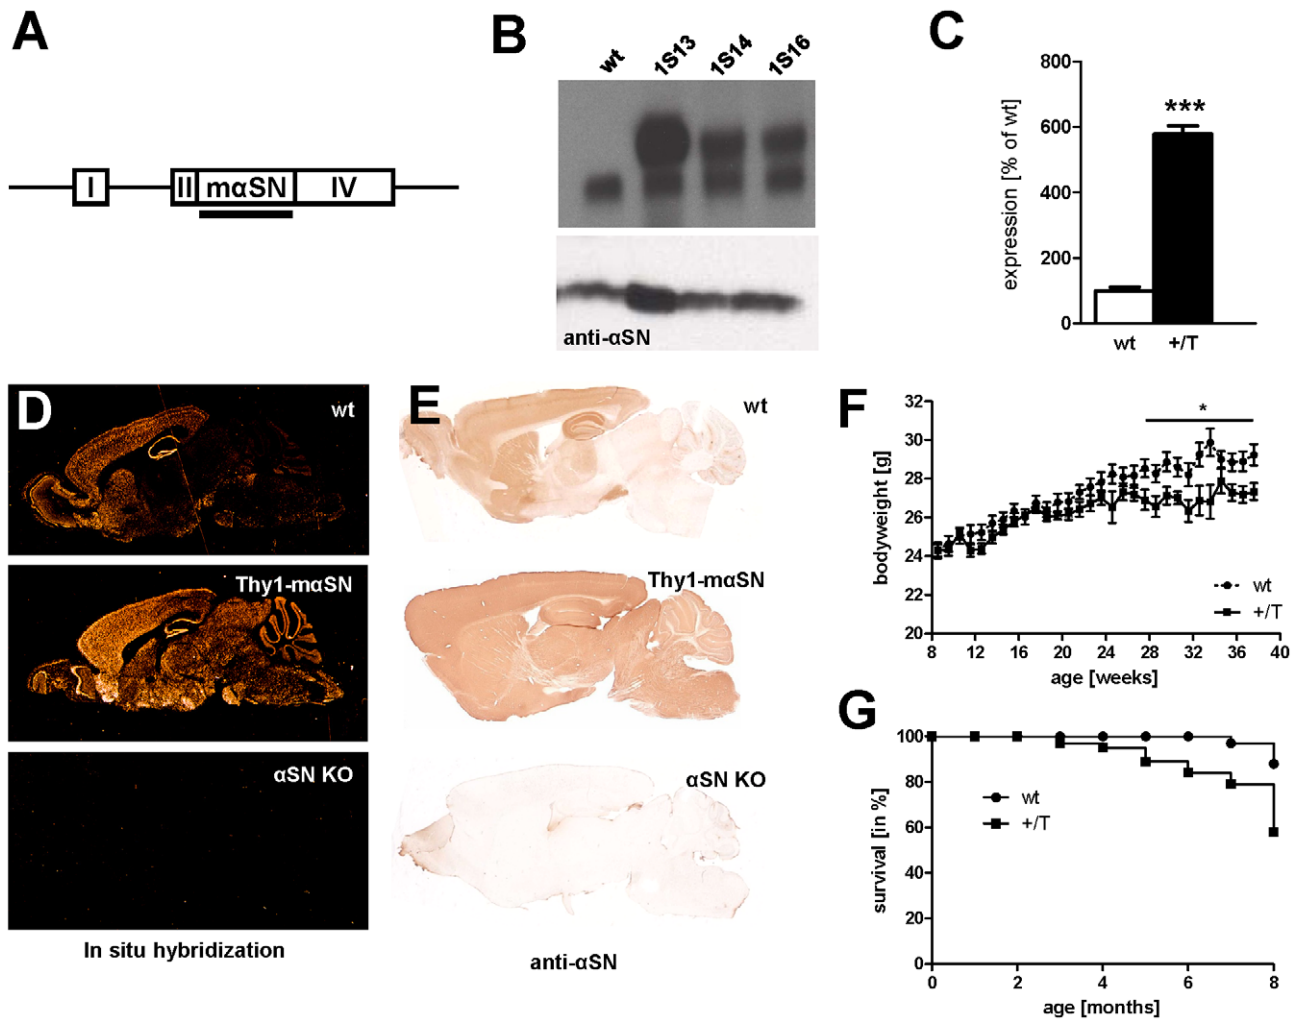 A
I
II
mαSN
IV
B
wt
1S13
1S14
1S16
anti-αSN
C
expression [% of wt]
800
600
400
200
0
***
wt
+/T
D
wt
Thy1-mαSN
αSN KO
In situ hybridization
E
wt
Thy1-mαSN
αSN KO
anti-αSN
F
bodyweight [g]
32
30
28
26
24
22
20
*
wt
+/T
8 12 16 20 24 28 32 36 40
age [weeks]
G
survival [in %]
100
80
60
40
20
0
wt
+/T
0 2 4 6 8
age [months]